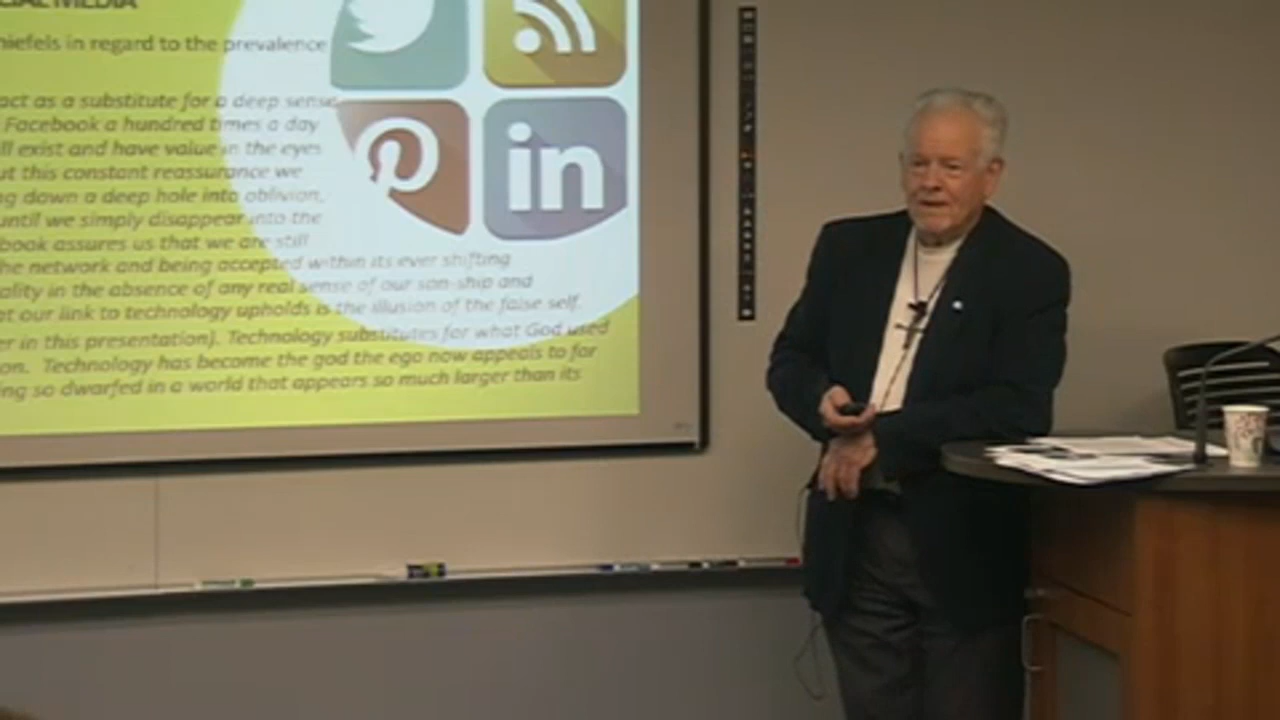 CIAL MEDIA
hiefels in regard to the prevalence
act as a substitute for a deep sense
Facebook a hundred times a day
ll exist and have value in the eyes
ut this constant reassurance we
ng down a deep hole into oblivion,
until we simply disappear into the
book assures us that we are still
he network and being accepted within its ever shifting
ality in the absence of any real sense of our son-ship and
at our link to technology upholds is the illusion of the false self.
er in this presentation]. Technology substitutes for what God used
on. Technology has become the god the ego now appeals to for
ng so dwarfed in a world that appears so much larger than its
in